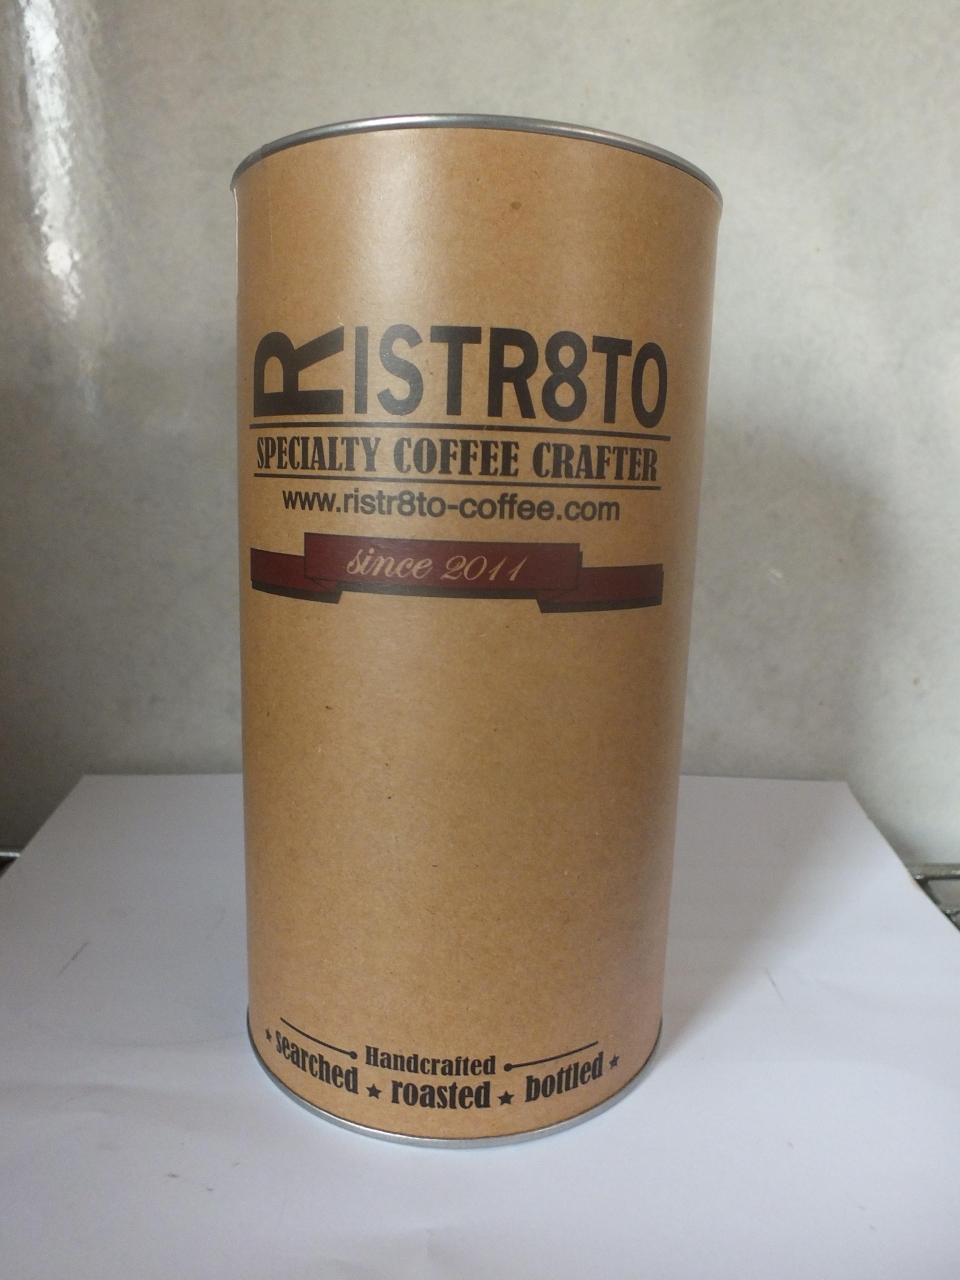 RISTR8TO
SPECIALTY COFFEE CRAFTER
www.ristr8to-coffee.com
since 2011
Handcrafted
searched ★ roasted ★ bottled